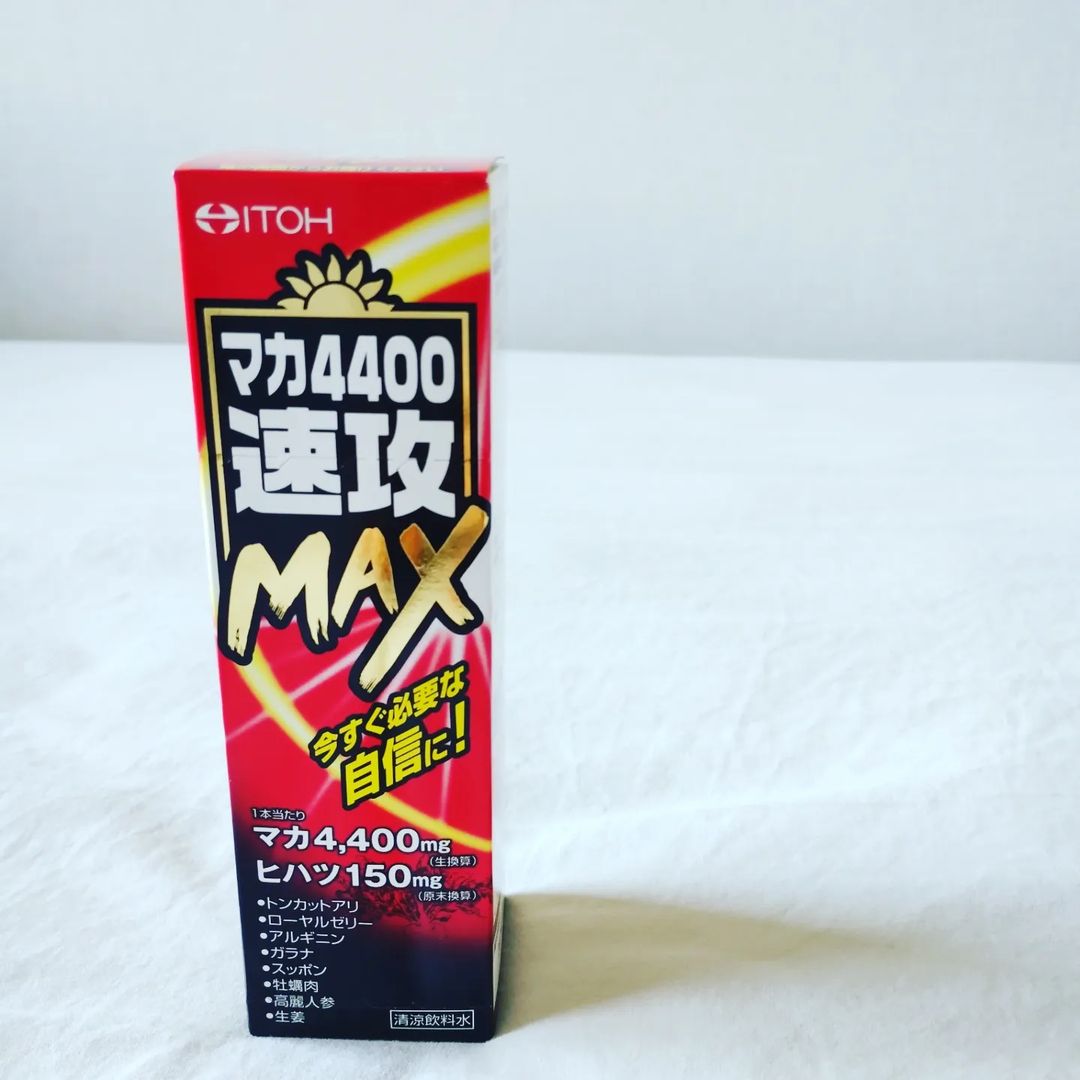 ITOH
マカ4400
速攻
MAX
今すぐ必要な
自信に!
1本当たり
マカ4,400mg
(生換算)
ヒハツ150mg
(原末換算)
•トンカットアリ
•ローヤルゼリー
•アルギニン
•ガラナ
•スッポン
•牡蠣肉
•高麗人参
•生姜
清涼飲料水